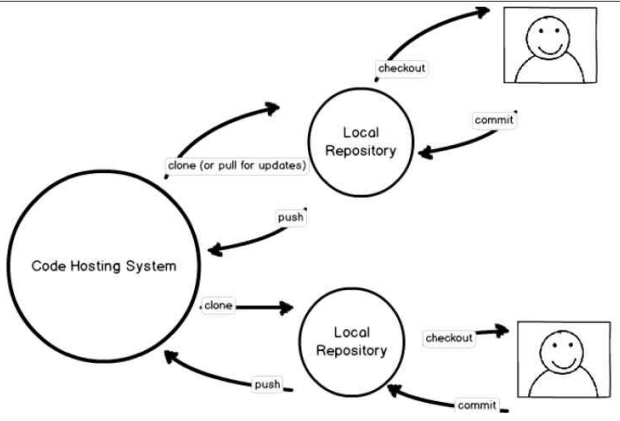 checkout
Local
Repository
commit
clone (or pull for updates)
push
Code Hosting System
clone
Local
Repository
checkout
push
commit